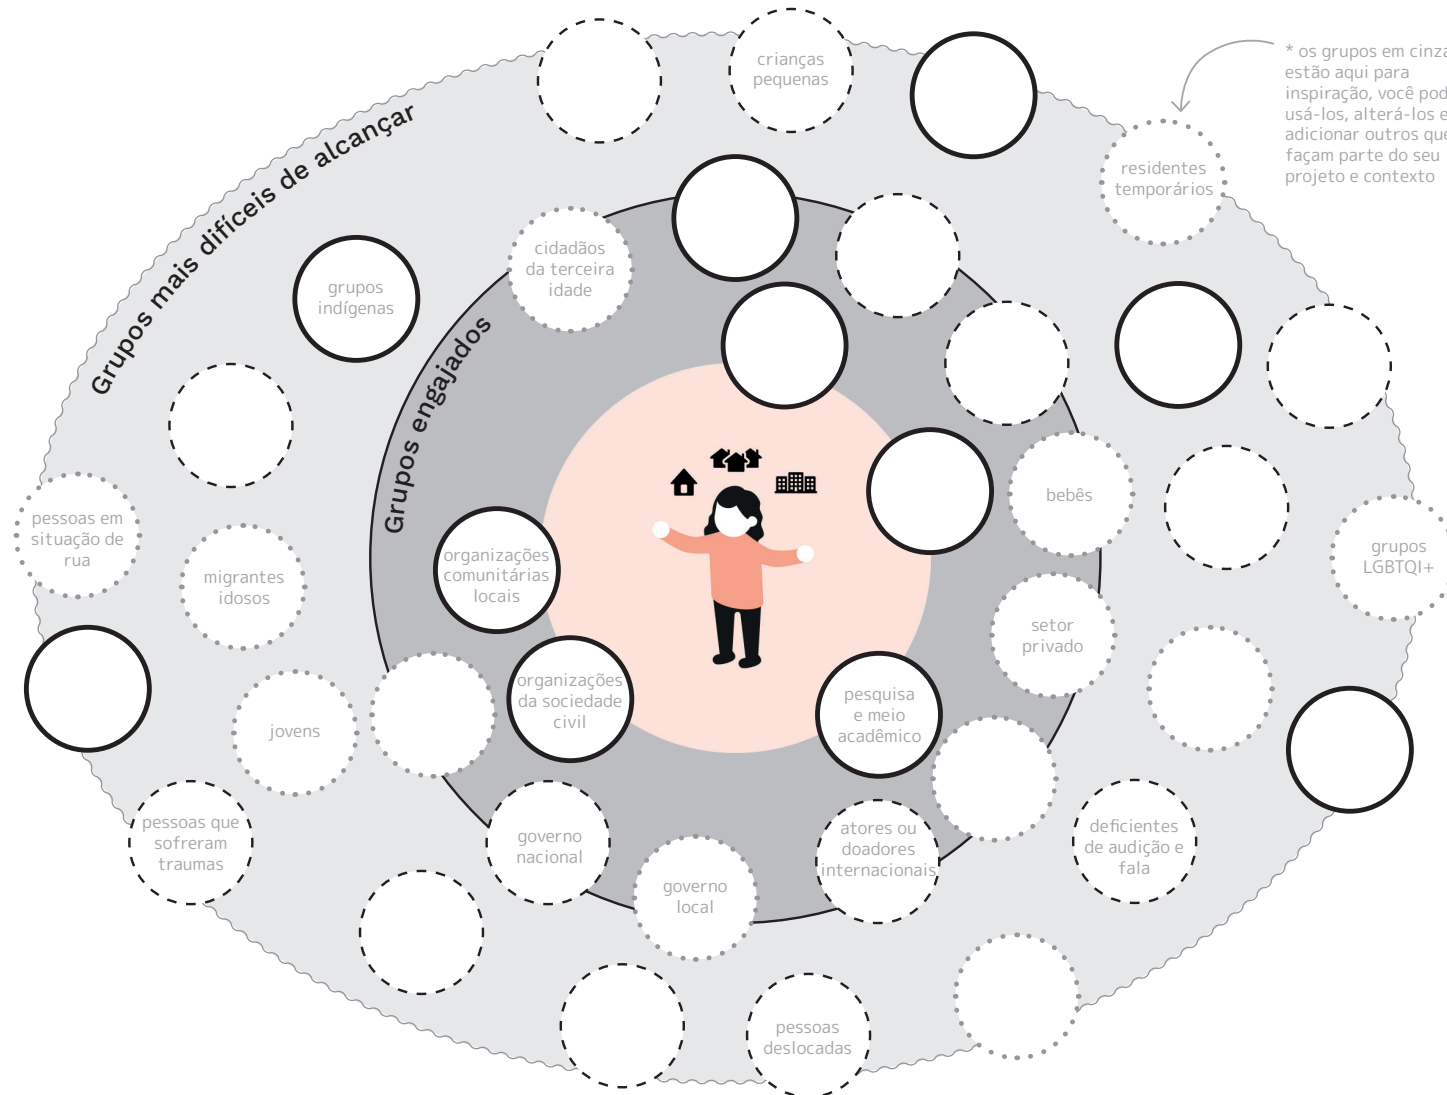 crianças
pequenas
* os grupos em cinza
estão aqui para
inspiração, você pod
usá-los, alterá-los e
adicionar outros que
façam parte do seu
projeto e contexto
residentes
temporários
Grupos mais difíceis de alcançar
cidadãos
da terceira
idade
grupos
indígenas
Grupos engajados
bebês
pessoas em
situação de
rua
organizações
comunitárias
locais
grupos
LGBTQI+
migrantes
idosos
setor
privado
organizações
da sociedade
civil
pesquisa
e meio
acadêmico
jovens
pessoas que
sofreram
traumas
governo
nacional
atores ou
doadores
internacionais
deficientes
de audição e
fala
governo
local
pessoas
deslocadas